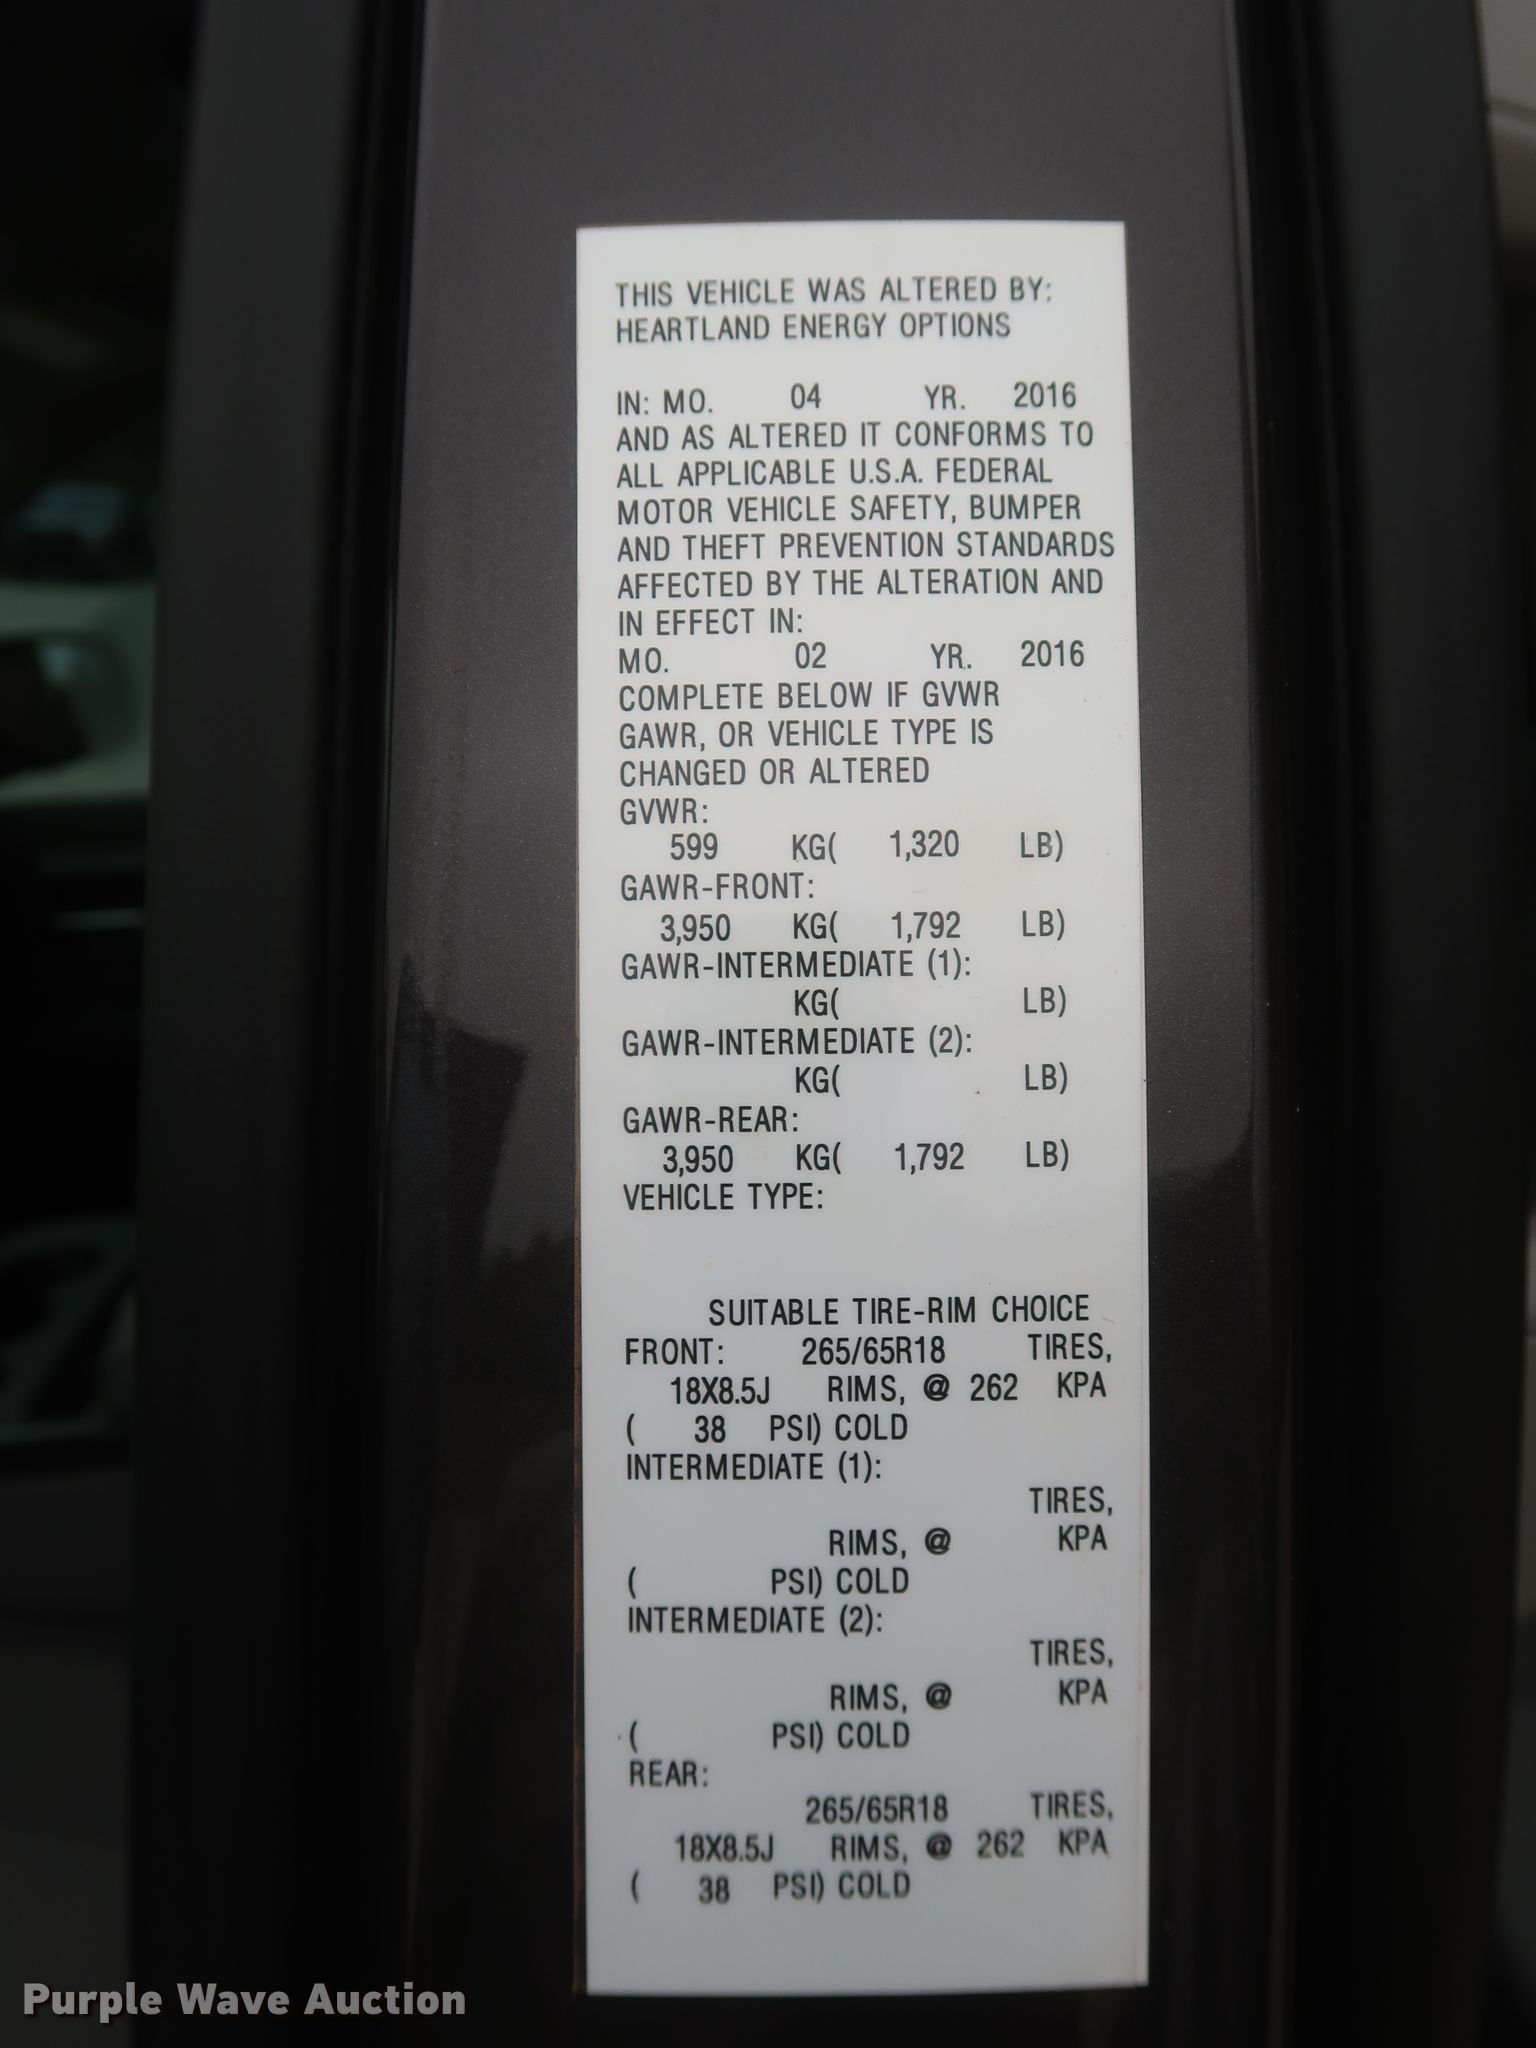 THIS VEHICLE WAS ALTERED BY:
HEARTLAND ENERGY OPTIONS
IN: MO. 04 YR. 2016
AND AS ALTERED IT CONFORMS TO
ALL APPLICABLE U.S.A. FEDERAL
MOTOR VEHICLE SAFETY, BUMPER
AND THEFT PREVENTION STANDARDS
AFFECTED BY THE ALTERATION AND
IN EFFECT IN:
MO. 02 YR. 2016
COMPLETE BELOW IF GVWR
GAWR, OR VEHICLE TYPE IS
CHANGED OR ALTERED
GVWR:
599 KG( 1,320 LB)
GAWR-FRONT:
3,950 KG( 1,792 LB)
GAWR-INTERMEDIATE (1):
KG( LB)
GAWR-INTERMEDIATE (2):
KG( LB)
GAWR-REAR:
3,950 KG( 1,792 LB)
VEHICLE TYPE:
SUITABLE TIRE-RIM CHOICE
FRONT: 265/65R18 TIRES,
18X8.5J RIMS, @ 262 KPA
( 38 PSI) COLD
INTERMEDIATE (1):
TIRES,
RIMS, @ KPA
( PSI) COLD
INTERMEDIATE (2):
TIRES,
RIMS, @ KPA
( PSI) COLD
REAR:
265/65R18 TIRES,
18X8.5J RIMS, @ 262 KPA
( 38 PSI) COLD
Purple Wave Auction